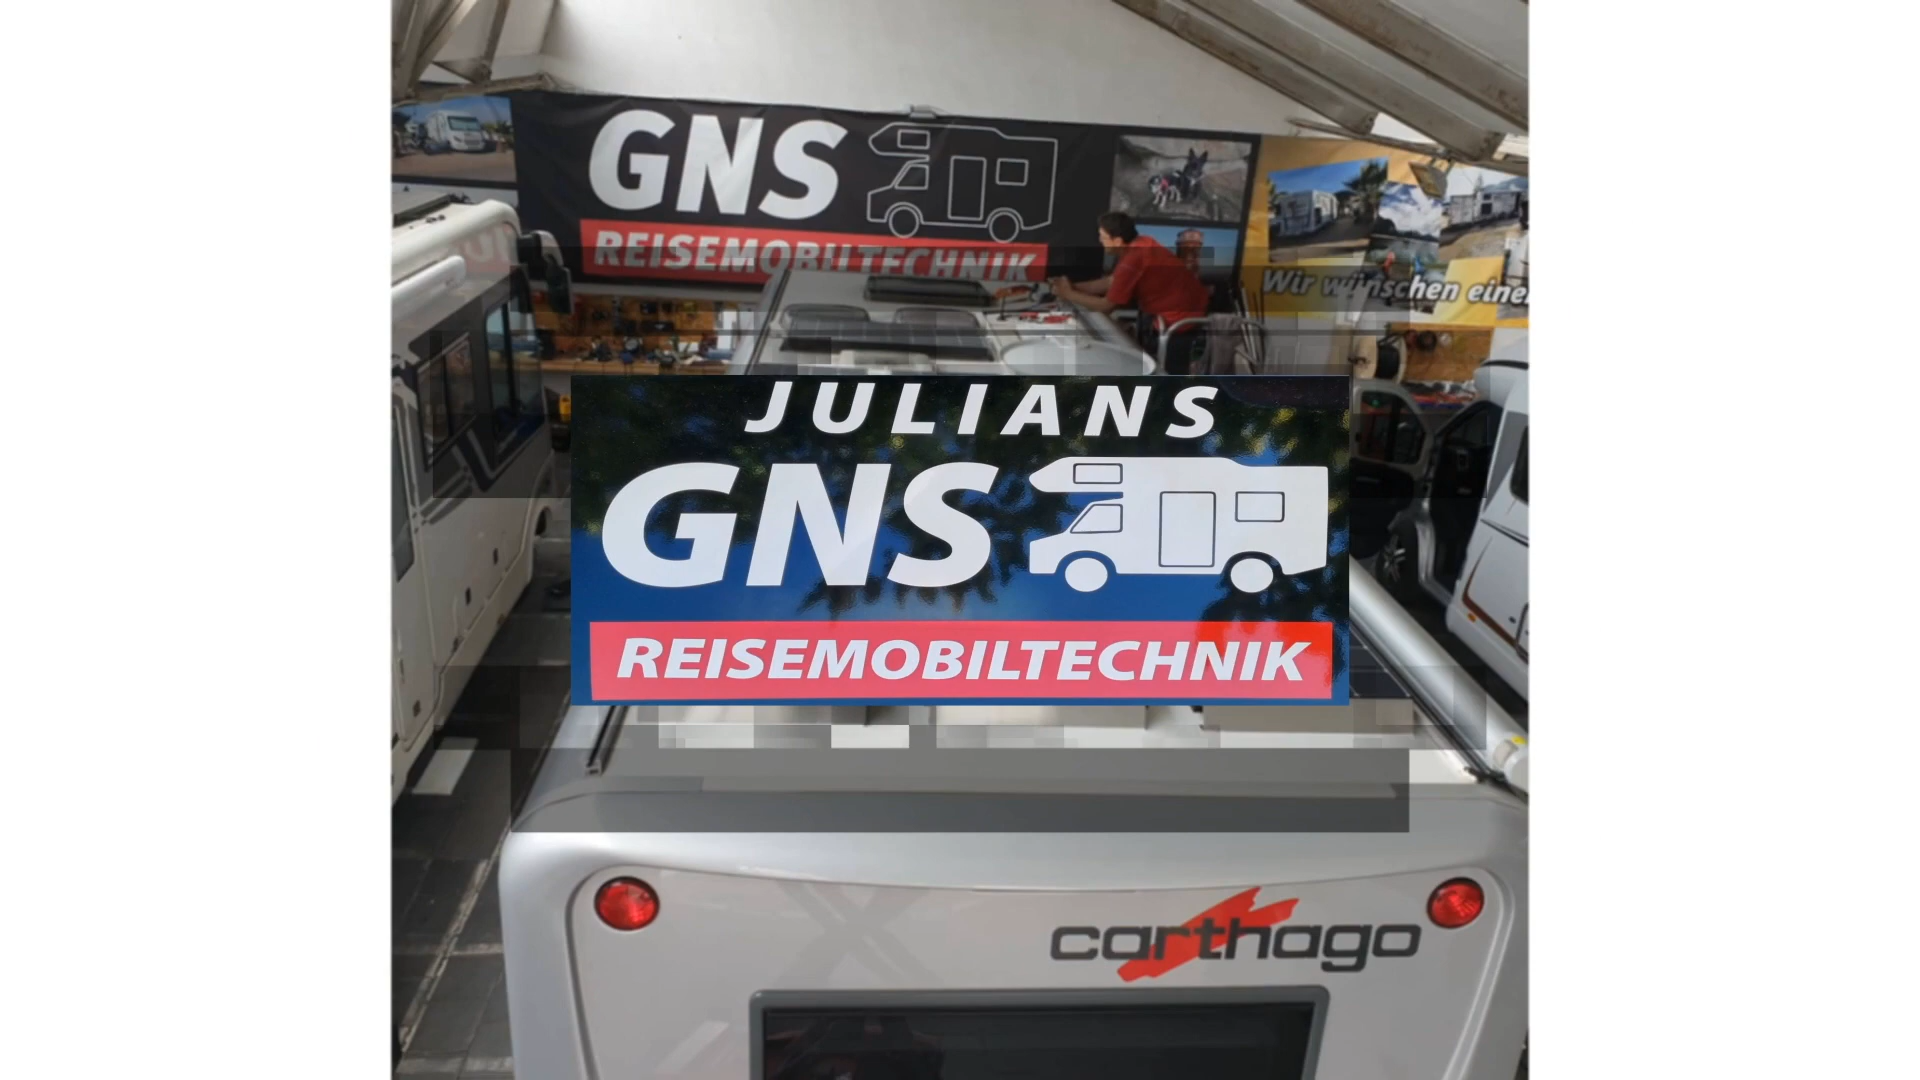 GNS
REISEMOBILTECHNIK
Wir wünschen einen
JULIANS
GNS
REISEMOBILTECHNIK
carthago